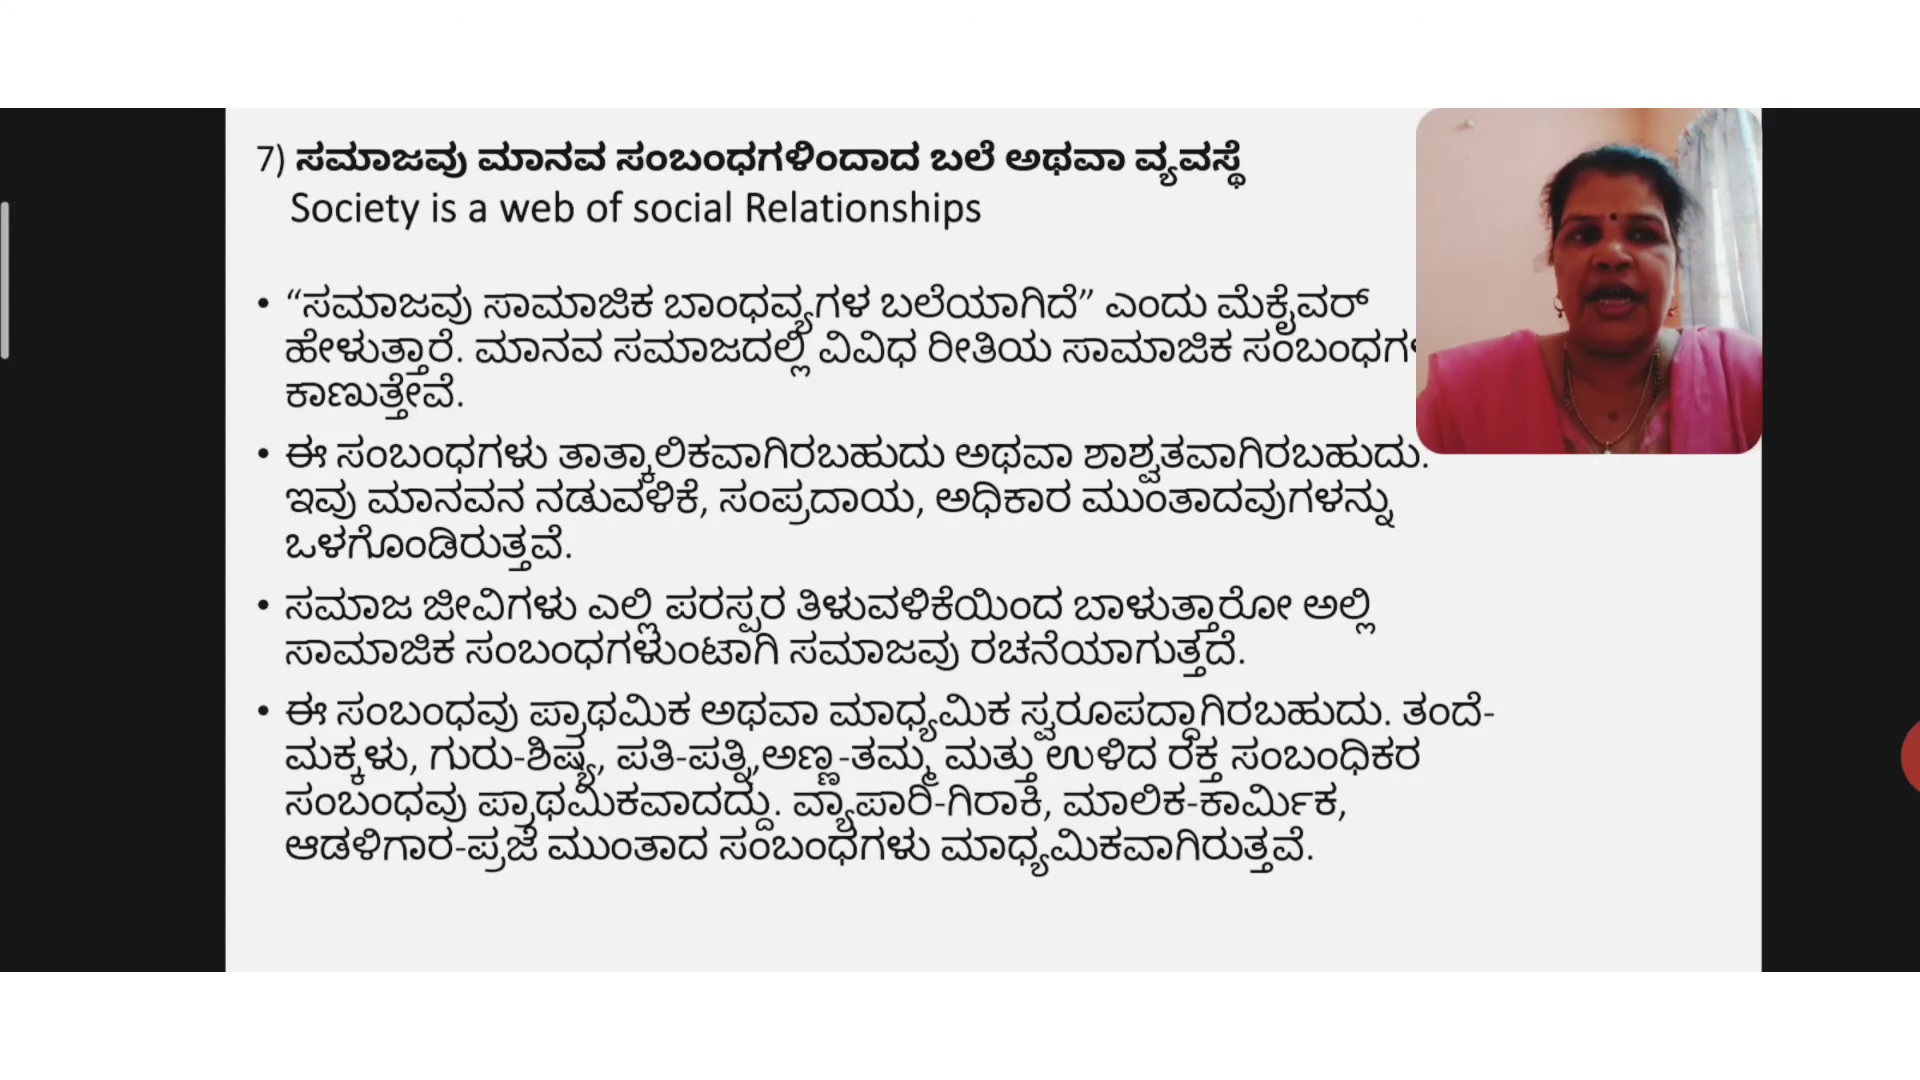 7) ಸಮಾಜವು ಮಾನವ ಸಂಬಂಧಗಳಿಂದಾದ ಬಲೆ ಅಥವಾ ವ್ಯವಸ್ಥೆ
Society is a web of social Relationships
• “ಸಮಾಜವು ಸಾಮಾಜಿಕ ಬಾಂಧವ್ಯಗಳ ಬಲೆಯಾಗಿದೆ” ಎಂದು ಮೆಕೈವರ್
ಹೇಳುತ್ತಾರೆ. ಮಾನವ ಸಮಾಜದಲ್ಲಿ ವಿವಿಧ ರೀತಿಯ ಸಾಮಾಜಿಕ
ಕಾಣುತ್ತೇವೆ.
• ಈ ಸಂಬಂಧಗಳು ತಾತ್ಕಾಲಿಕವಾಗಿರಬಹುದು ಅಥವಾ ಶಾಶ್ವತವಾಗಿರಬಹುದು.
ಇವು ಮಾನವನ ನಡುವಳಿಕೆ, ಸಂಪ್ರದಾಯ, ಅಧಿಕಾರ ಮುಂತಾದವುಗಳನ್ನು
ಒಳಗೊಂಡಿರುತ್ತವೆ.
• ಸಮಾಜ ಜೀವಿಗಳು ಎಲ್ಲಿ ಪರಸ್ಪರ ತಿಳುವಳಿಕೆಯಿಂದ ಬಾಳುತ್ತಾರೋ ಅಲ್ಲಿ
ಸಾಮಾಜಿಕ ಸಂಬಂಧಗಳುಂಟಾಗಿ ಸಮಾಜವು ರಚನೆಯಾಗುತ್ತದೆ.
• ಈ ಸಂಬಂಧವು ಪ್ರಾಥಮಿಕ ಅಥವಾ ಮಾಧ್ಯಮಿಕ ಸ್ವರೂಪದ್ದಾಗಿರಬಹುದು. ತಂದೆ-
ಮಕ್ಕಳು, ಗುರು-ಶಿಷ್ಯ, ಪತಿ-ಪತ್ನಿ,ಅಣ್ಣ-ತಮ್ಮ ಮತ್ತು ಉಳಿದ ರಕ್ತ ಸಂಬಂಧಿಕರ
ಸಂಬಂಧವು ಪ್ರಾಥಮಿಕವಾದದ್ದು. ವ್ಯಾಪಾರಿ-ಗಿರಾಕಿ, ಮಾಲಿಕ-ಕಾರ್ಮಿಕ,
ಆಡಳಿಗಾರ-ಪ್ರಜೆ ಮುಂತಾದ ಸಂಬಂಧಗಳು ಮಾಧ್ಯಮಿಕವಾಗಿರುತ್ತವೆ.